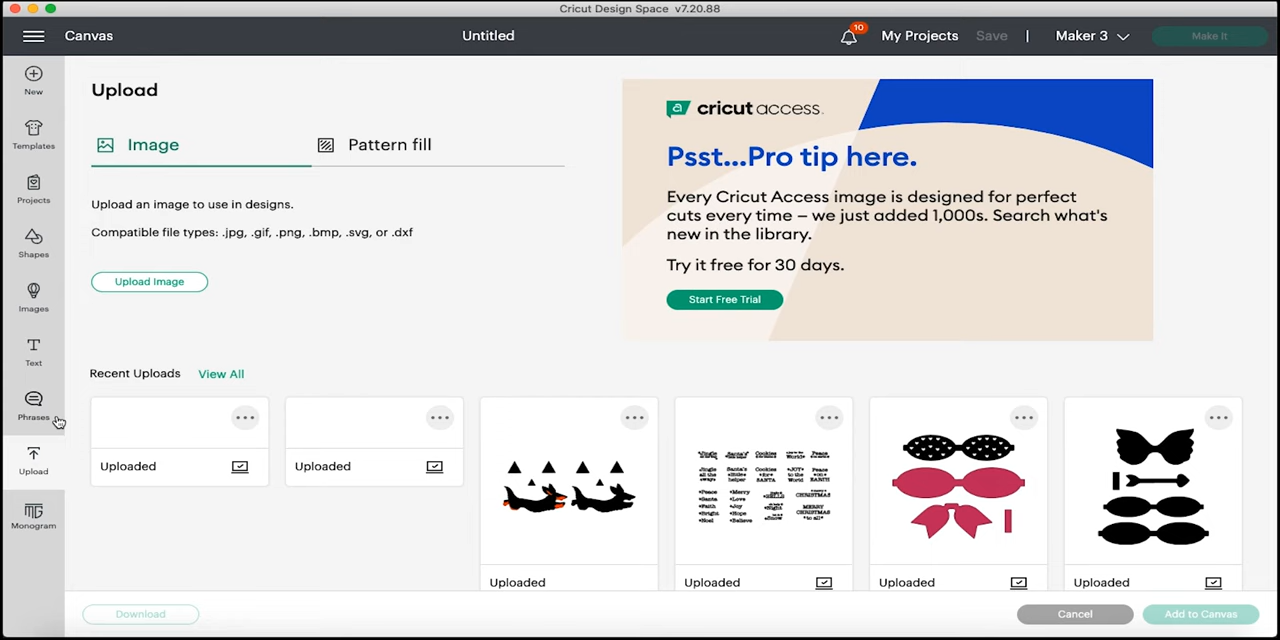 Cricut Design Space v7.20.88
Canvas
Untitled
10
My Projects
Save
|
Maker 3
Make It
New
Templates
Projects
Shapes
Images
Text
Phrases
Upload
Monogram
Upload
Image
Pattern fill
Upload an image to use in designs.
Compatible file types: .jpg, .gif, .png, .bmp, .svg, or .dxf
Upload Image
a cricut access.
Psst...Pro tip here.
Every Cricut Access image is designed for perfect
cuts every time – we just added 1,000s. Search what's
new in the library.
Try it free for 30 days.
Start Free Trial
Recent Uploads
View All
Uploaded
Uploaded
Uploaded
Uploaded
Uploaded
Uploaded
Download
Cancel
Add to Canvas